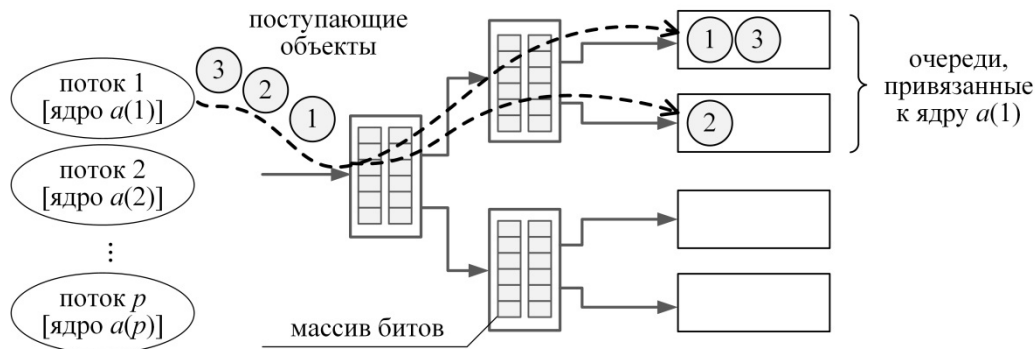 поступающие
объекты
поток 1
[ядро a(1)]
3
2
1
1
3
2
очереди,
привязанные
к ядру a(1)
поток 2
[ядро a(2)]
...
поток p
[ядро a(p)]
массив битов